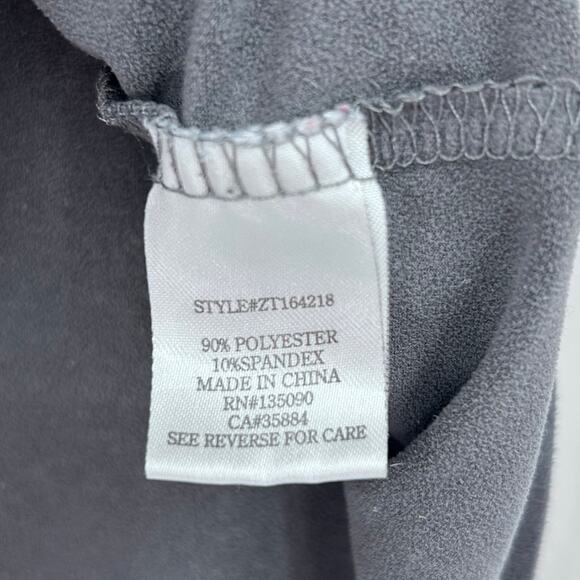 STYLE#ZT164218
90% POLYESTER
10%SPANDEX
MADE IN CHINA
RN#135090
CA#35884
SEE REVERSE FOR CARE